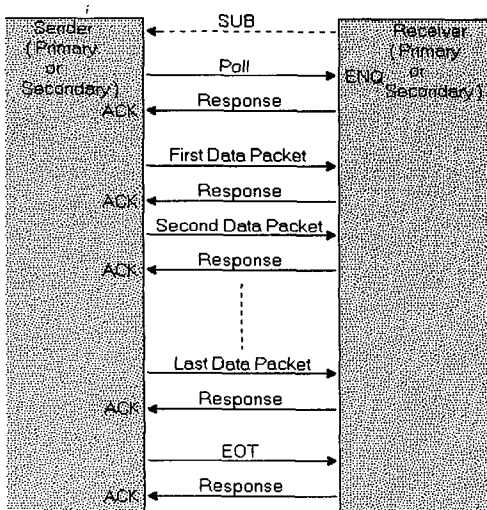 SUB
Sender
( Primary
or
Secondary )
Receiver
( Primary
or
Secondary )
Poll
ENQ
Response
ACK
First Data Packet
Response
ACK
Second Data Packet
Response
ACK
Last Data Packet
Response
ACK
EOT
Response
ACK